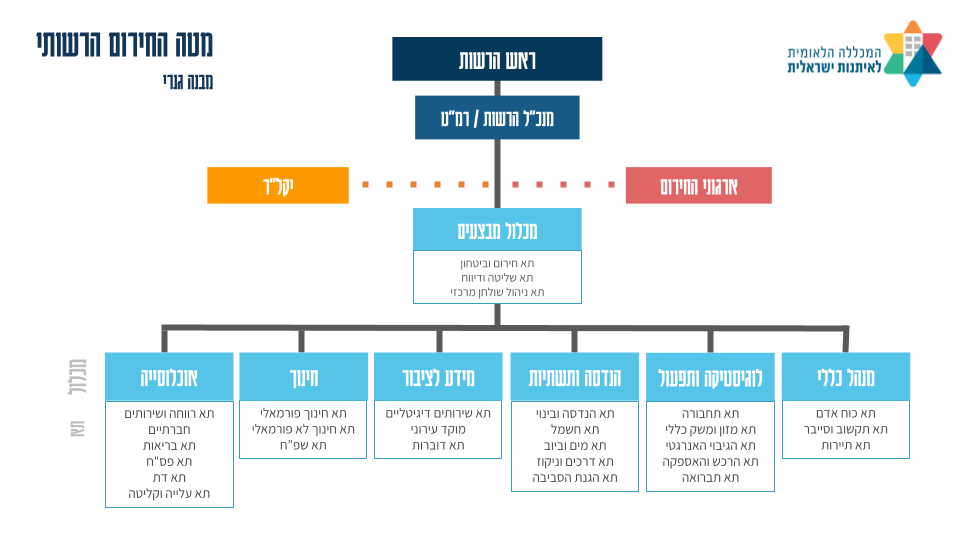 מטה החירום הרשותי
מבנה גנרי
המכללה הלאומית
לאיתנות ישראלית
ראש הרשות
מנכ"ל הרשות / רמ"ט
ארגוני החירום
יקל"ר
מכלול מבצעים
תא חירום וביטחון
תא שליטה ודיווח
תא ניהול שולחן מרכזי
מכלול
תא
מנהל כללי
תא כוח אדם
תא תקשוב וסייבר
תא תיירות
לוגיסטיקה ותפעול
תא תחבורה
תא מזון ומשק כללי
תא הגיבוי האנרגטי
תא הרכש והאספקה
תא תברואה
הנדסה ותשתיות
תא הנדסה ובינוי
תא חשמל
תא מים וביוב
תא דרכים וניקוז
תא הגנת הסביבה
מידע לציבור
תא שירותים דיגיטליים
מוקד עירוני
תא דוברות
חינוך
תא חינוך פורמאלי
תא חינוך לא פורמאלי
תא שפ"ח
אוכלוסייה
תא רווחה ושירותים
חברתיים
תא בריאות
תא פס"ח
תא דת
תא עלייה וקליטה